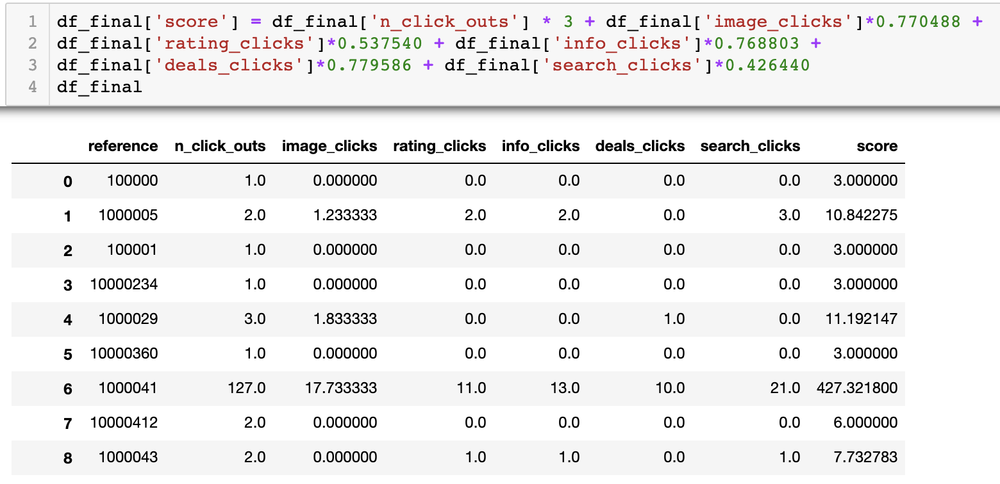 1 df_final['score'] = df_final['n_click_outs'] * 3 + df_final['image_clicks']*0.770488 +
2 df_final['rating_clicks']*0.537540 + df_final['info_clicks']*0.768803 +
3 df_final['deals_clicks']*0.779586 + df_final['search_clicks']*0.426440
4 df_final
reference n_click_outs image_clicks rating_clicks info_clicks deals_clicks search_clicks score
0 100000 1.0 0.000000 0.0 0.0 0.0 0.0 3.000000
1 1000005 2.0 1.233333 2.0 2.0 0.0 3.0 10.842275
2 100001 1.0 0.000000 0.0 0.0 0.0 0.0 3.000000
3 10000234 1.0 0.000000 0.0 0.0 0.0 0.0 3.000000
4 1000029 3.0 1.833333 0.0 0.0 1.0 0.0 11.192147
5 10000360 1.0 0.000000 0.0 0.0 0.0 0.0 3.000000
6 1000041 127.0 17.733333 11.0 13.0 10.0 21.0 427.321800
7 10000412 2.0 0.000000 0.0 0.0 0.0 0.0 6.000000
8 1000043 2.0 0.000000 1.0 1.0 0.0 1.0 7.732783